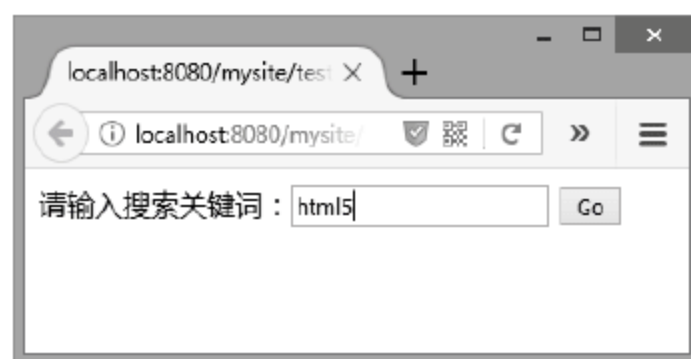 localhost:8080/mysite/test
localhost:8080/mysite/
请输入搜索关键词：html5 Go